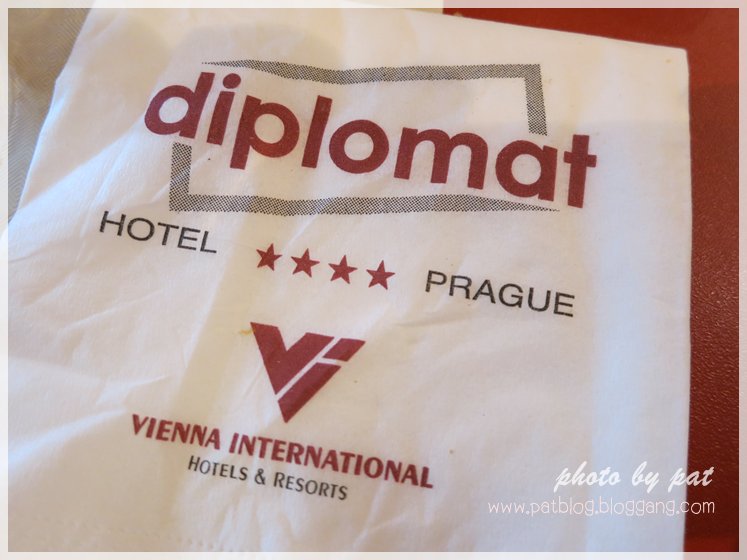 diplomat
HOTEL ★★★★ PRAGUE
VIENNA INTERNATIONAL
HOTELS & RESORTS
photo by pat
www.patblog.bloggang.com